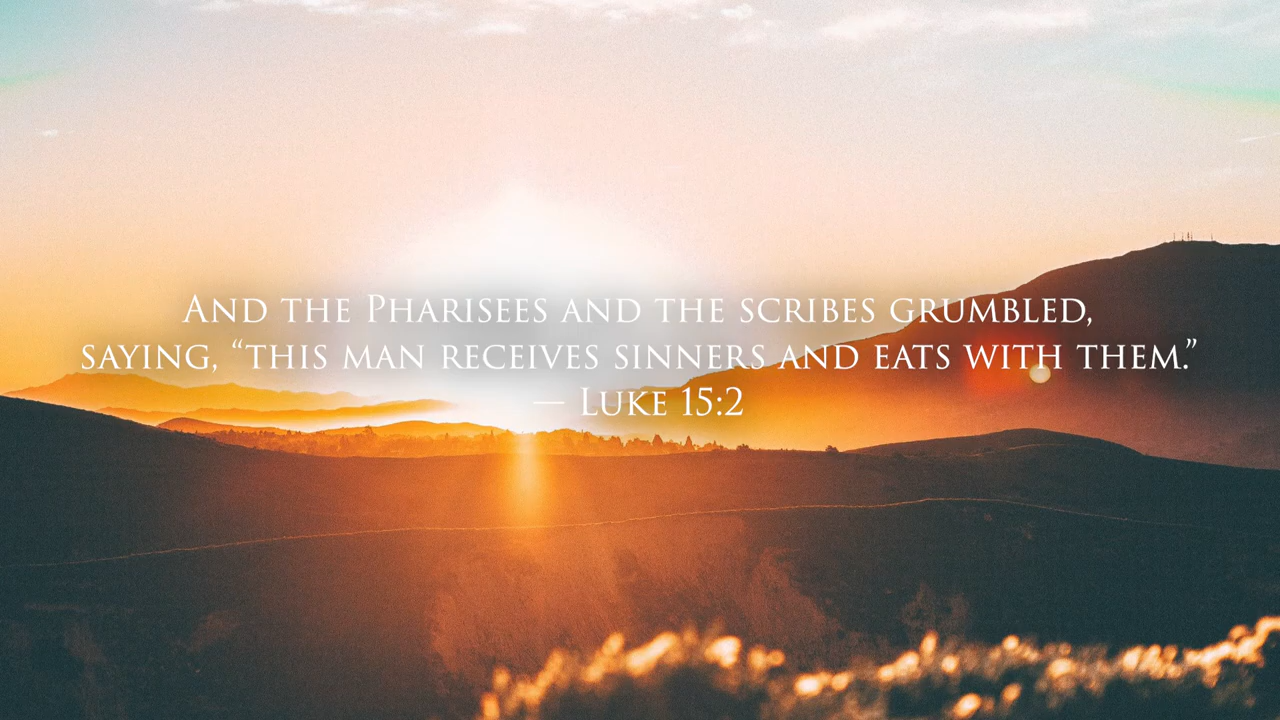 And the Pharisees and the scribes grumbled,
saying, “this man receives sinners and eats with them.”
— Luke 15:2